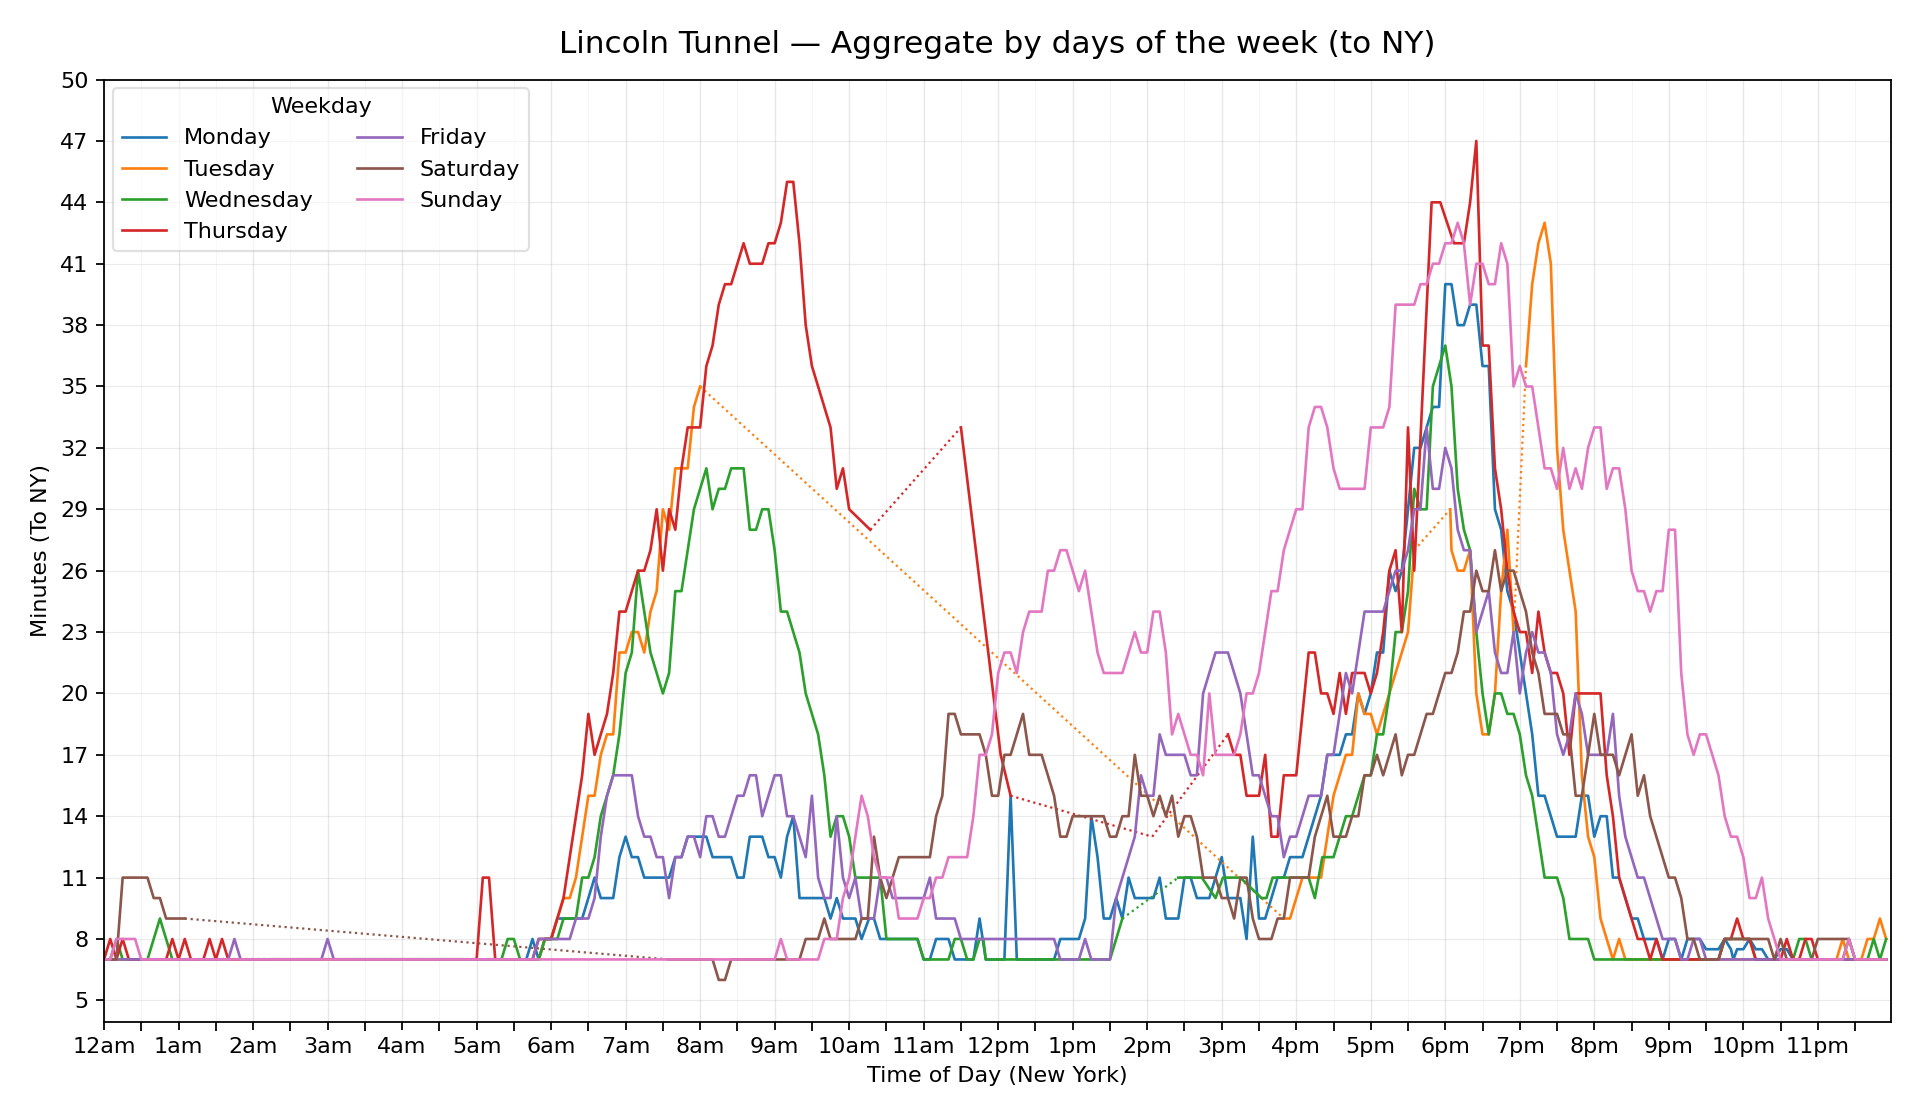 Lincoln Tunnel — Aggregate by days of the week (to NY)
Weekday
Monday
Tuesday
Wednesday
Thursday
Friday
Saturday
Sunday
50
47
44
41
38
35
32
29
26
23
20
17
14
11
8
5
Minutes (To NY)
12am 1am 2am 3am 4am 5am 6am 7am 8am 9am 10am 11am 12pm 1pm 2pm 3pm 4pm 5pm 6pm 7pm 8pm 9pm 10pm 11pm
Time of Day (New York)